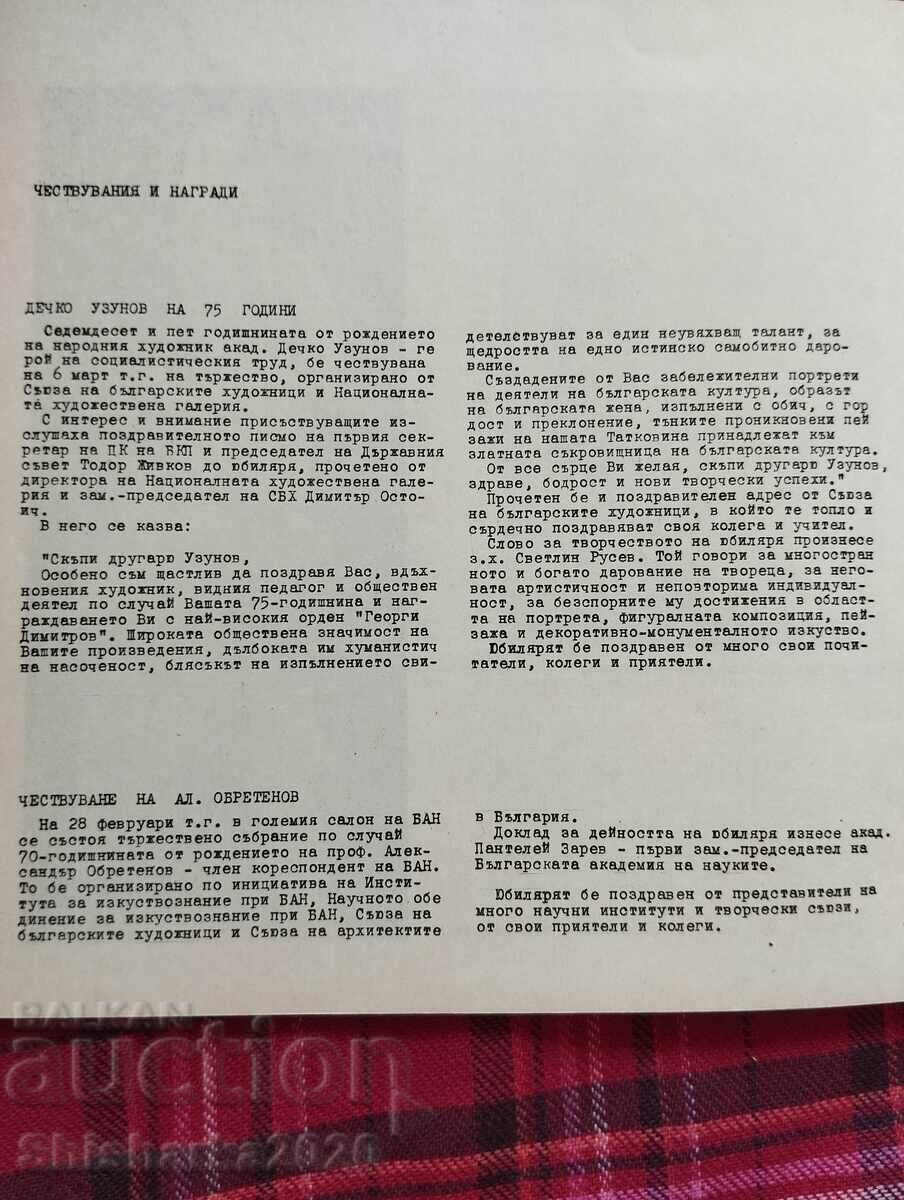 ЧЕСТВУВАНИЯ И НАГРАДИ
ДЕЧКО УЗУНОВ НА 75 ГОДИНИ
Седемдесет и пет годишнината от рождението
на народния художник акад. Дечко Узунов - ге
рой на социалистическия труд, бе чествувана
на 6 март т.г. на тържество, организирано от
Съюза на българските художници и Национална-
та художествена галерия.
С интерес и внимание присъствуващите из-
слушаха поздравителното писмо на първия сек-
ретар на ЦК на БКП и председател на Държавния
съвет Тодор Живков до юбиляря, прочетено от
директора на Националната художествена гале-
рия и зам.-председател на СБХ Димитър Осто-
ич.
В него се казва:
"Скъпи другарю Узунов,
Особено съм щастлив да поздравя Вас, вдъх-
новения художник, видния педагог и обществен
деятел по случай Вашата 75-годишнина и наг-
раждаването Ви с най-високия орден "Георги
Димитров". Широката обществена значимост на
Вашите произведения, дълбоката им хуманистич
на насоченост, блясъкът на изпълнението сви-
детелствуват за един неувяхващ талант, за
щедростта на едно истинско самобитно даро-
вание.
Създадените от Вас забележителни портрети
на деятели на българската култура, образът
на българската жена, изпълнени с обич, с гор
дост и преклонение, тънките проникновени пей
зажи на нашата Татковина принадлежат към
златната съкровищница на българската култура.
От все сърце Ви желая, скъпи другарю Узунов,
здраве, бодрост и нови творчески успехи."
Прочетен бе и поздравителен адрес от Съюза
на българските художници, в който те топло и
сърдечно поздравяват своя колега и учител.
Слово за творчеството на юбиляря произнесе
з.х. Светлин Русев. Той говори за многостран
ното и богато дарование на твореца, за него-
вата артистичност и неповторима индивидуал-
ност, за безспорните му достижения в област-
та на портрета, фигуралната композиция, пей-
зажа и декоративно-монументалното изкуство.
Юбилярят бе поздравен от много свои почи-
татели, колеги и приятели.
ЧЕСТВУВАНЕ НА АЛ. ОБРЕТЕНОВ
На 28 февруари т.г. в големия салон на БАН
се състоя тържествено събрание по случай
70-годишнината от рождението на проф. Алек-
сандър Обретенов - член кореспондент на БАН.
То бе организирано по инициатива на Инсти-
тута за изкуствознание при БАН, Научното обе
динение за изкуствознание при БАН, Съюза на
българските художници и Съюза на архитектите
в България.
Доклад за дейността на юбиляря изнесе акад.
Пантелей Зарев - първи зам.-председател на
Българската академия на науките.
Юбилярят бе поздравен от представители на
много научни институти и творчески съюзи,
от свои приятели и колеги.
BALKAN
auction
Shisharka2020